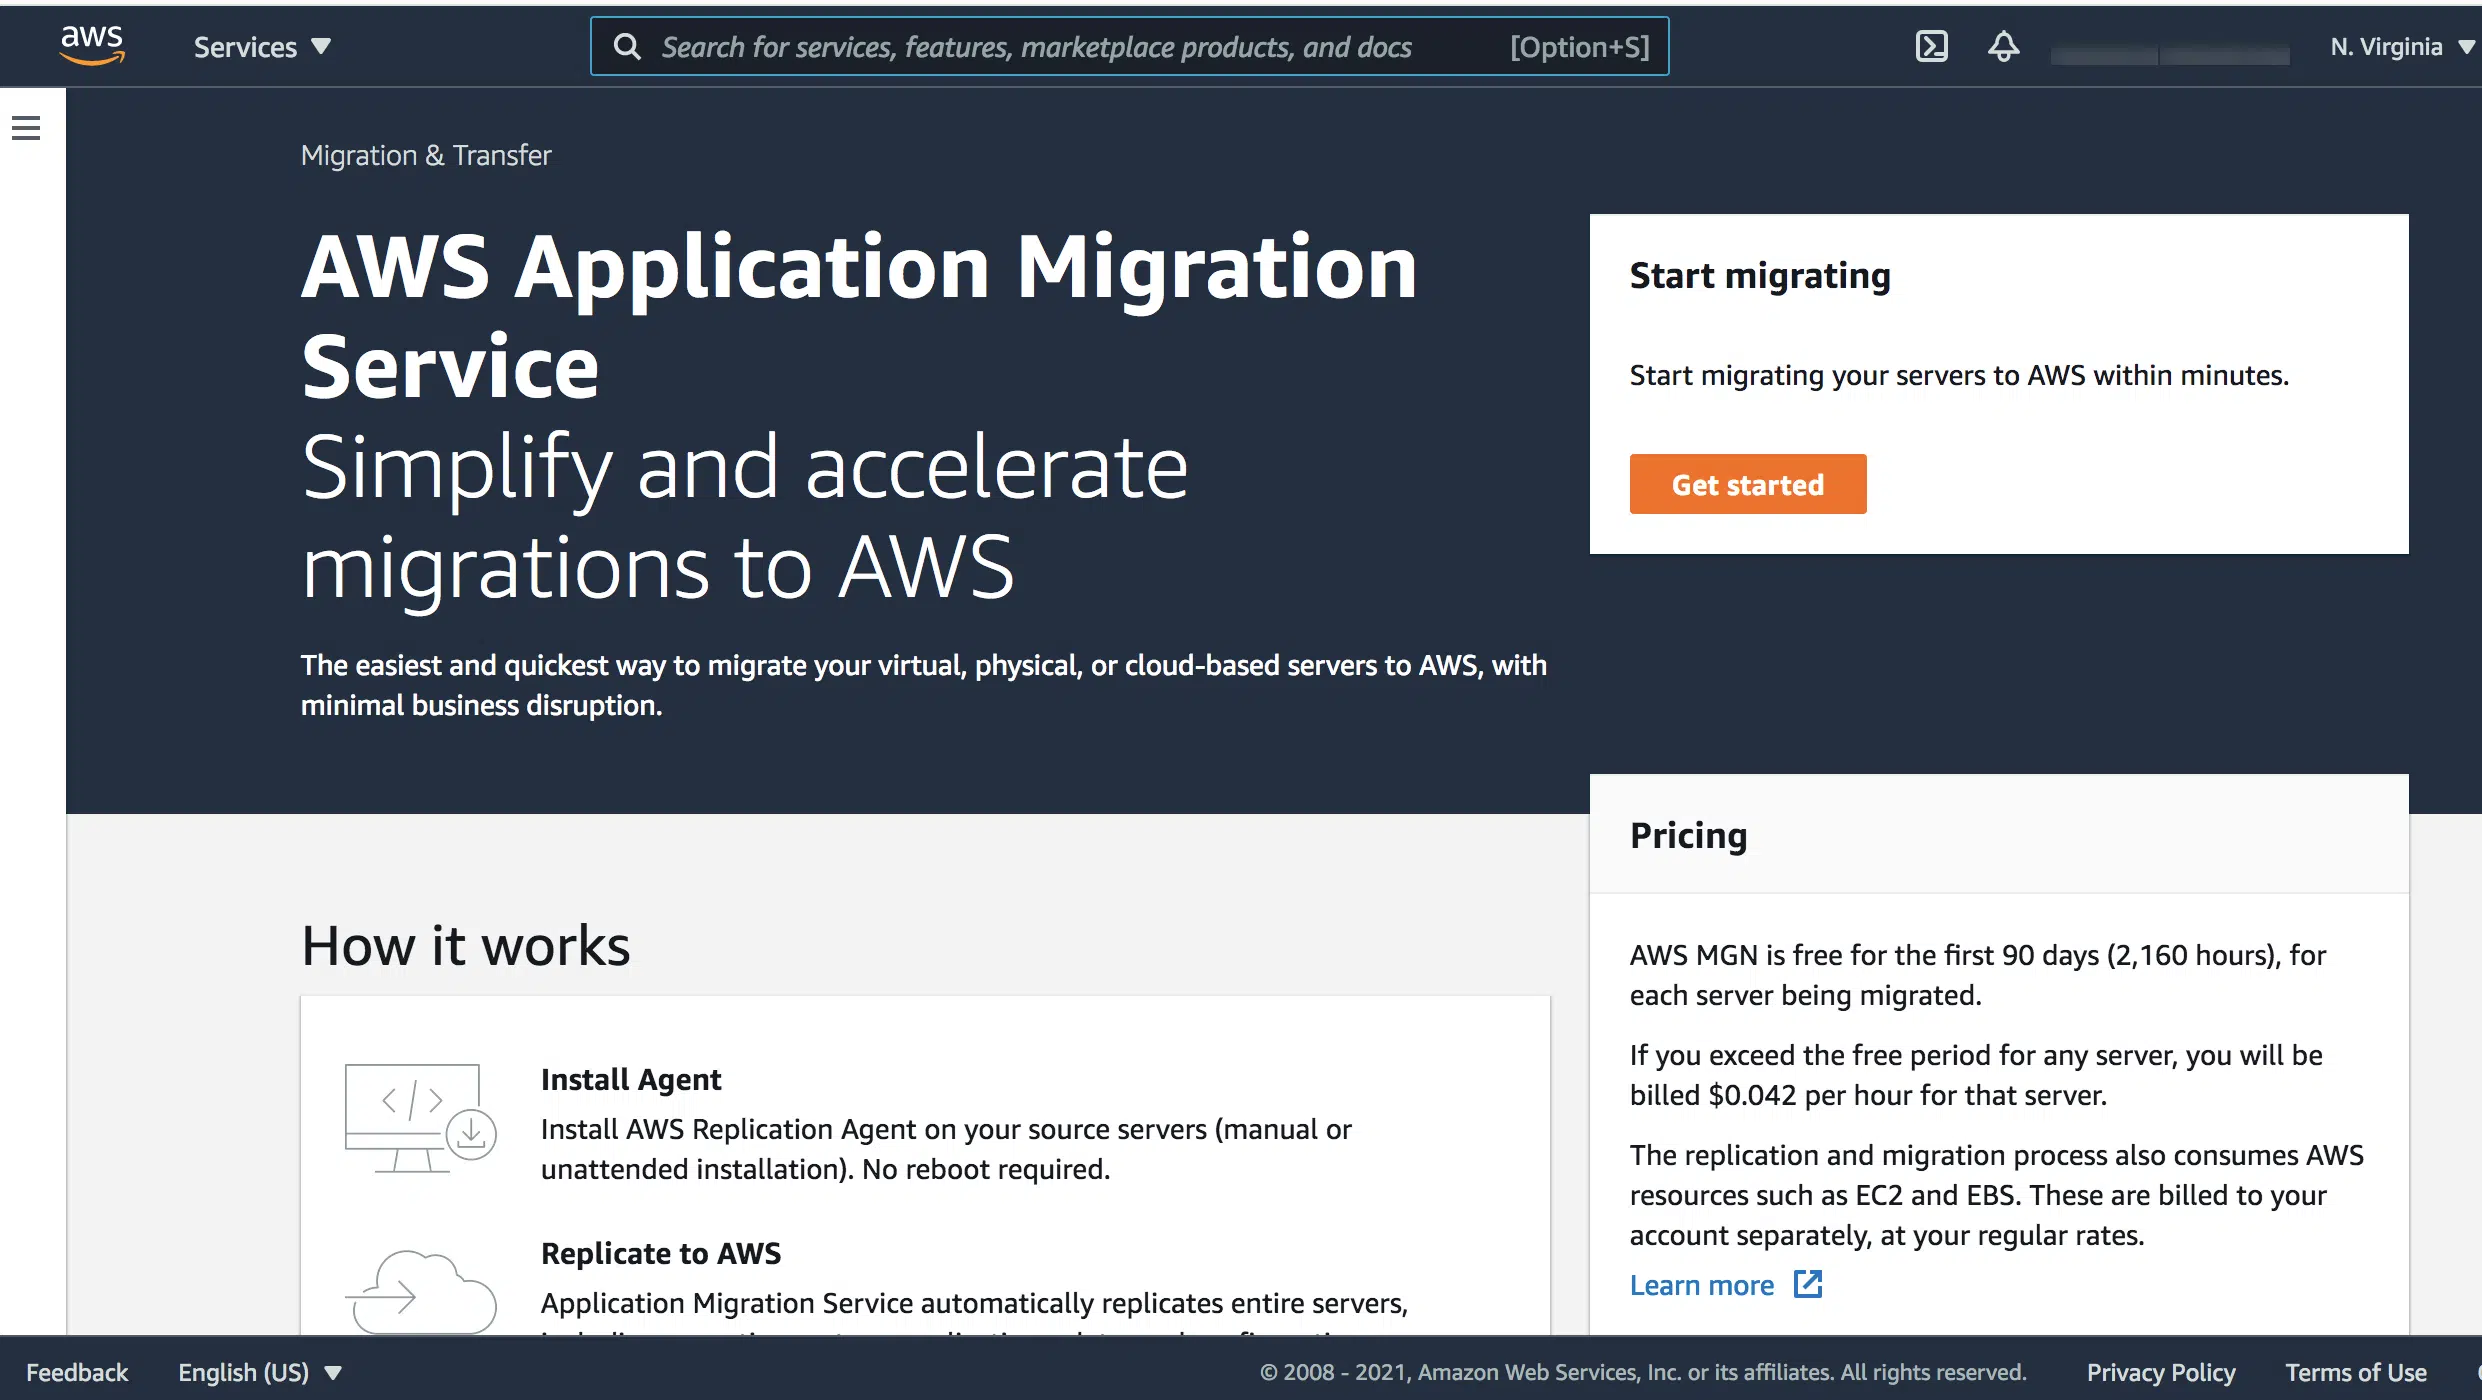 aws
Services
Search for services, features, marketplace products, and docs
[Option+S]
N. Virginia
Migration & Transfer
AWS Application Migration
Service
Simplify and accelerate
migrations to AWS
The easiest and quickest way to migrate your virtual, physical, or cloud-based servers to AWS, with
minimal business disruption.
Start migrating
Start migrating your servers to AWS within minutes.
Get started
How it works
Install Agent
Install AWS Replication Agent on your source servers (manual or
unattended installation). No reboot required.
Replicate to AWS
Application Migration Service automatically replicates entire servers,
Pricing
AWS MGN is free for the first 90 days (2,160 hours), for
each server being migrated.
If you exceed the free period for any server, you will be
billed $0.042 per hour for that server.
The replication and migration process also consumes AWS
resources such as EC2 and EBS. These are billed to your
account separately, at your regular rates.
Learn more
Feedback
English (US)
© 2008 - 2021, Amazon Web Services, Inc. or its affiliates. All rights reserved.
Privacy Policy
Terms of Use